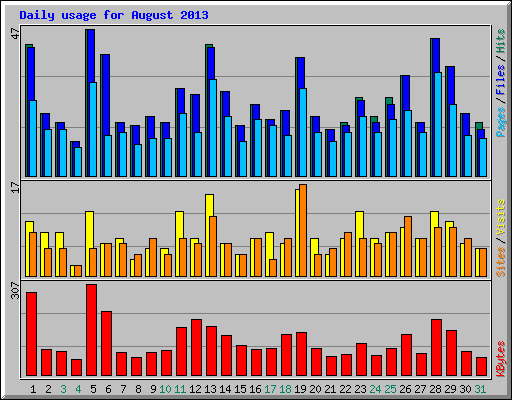 Daily usage for August 2013
47
Pages / Files / Hits
17
Sites / Visits
307
KBytes
1 2 3 4 5 6 7 8 9 10 11 12 13 14 15 16 17 18 19 20 21 22 23 24 25 26 27 28 29 30 31